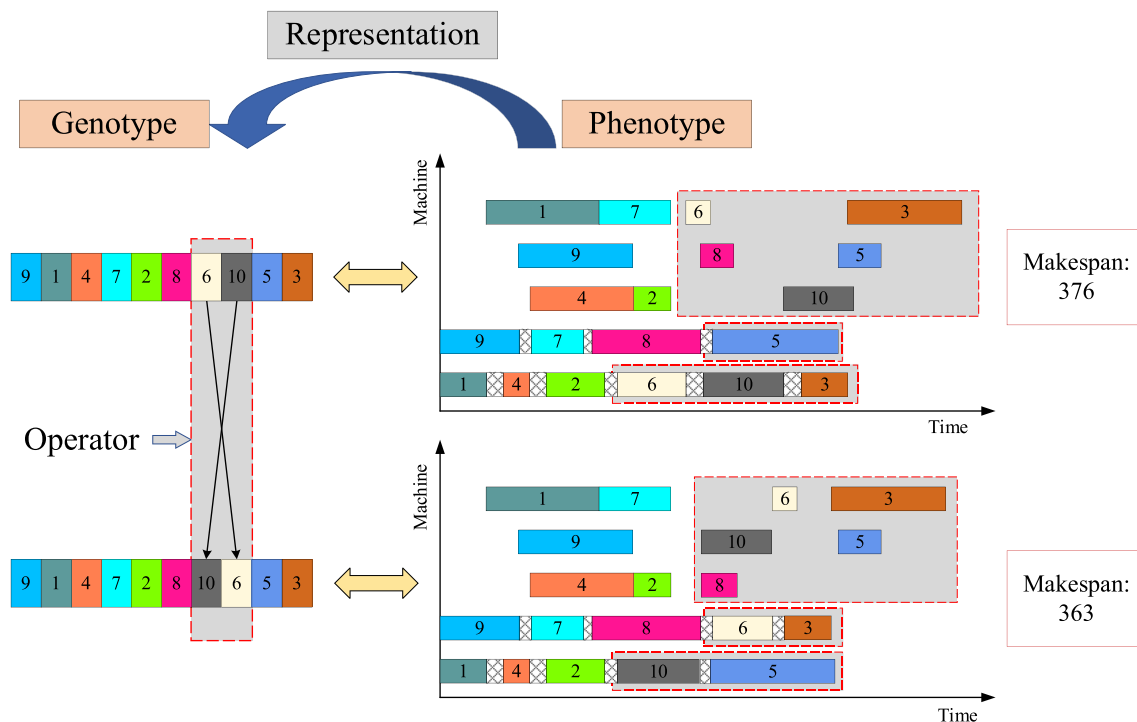 Representation
Genotype
Phenotype
Machine
1 7 6 3
9 8 5
4 2 10
9 7 8 5
1 4 2 6 10 3
Time
9 1 4 7 2 8 6 10 5 3
Makespan:
376
Operator
Machine
1 7 6 3
9 10 5
4 2 8
9 7 8 6 3
1 4 2 10 5
Time
9 1 4 7 2 8 10 6 5 3
Makespan:
363